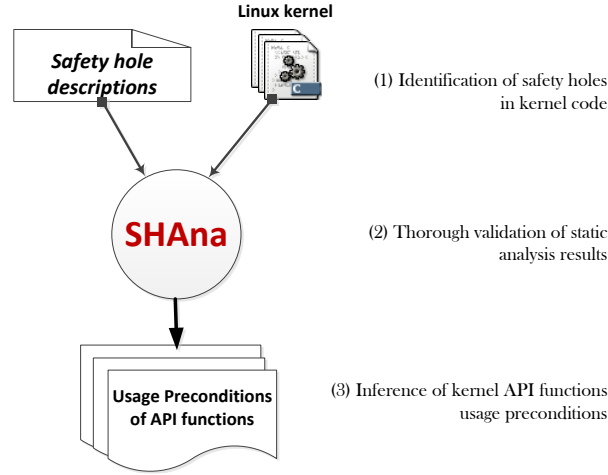 Linux kernel
Safety hole
descriptions
C
(1) Identification of safety holes
in kernel code
SHAna
(2) Thorough validation of static
analysis results
Usage Preconditions
of API functions
(3) Inference of kernel API functions
usage preconditions